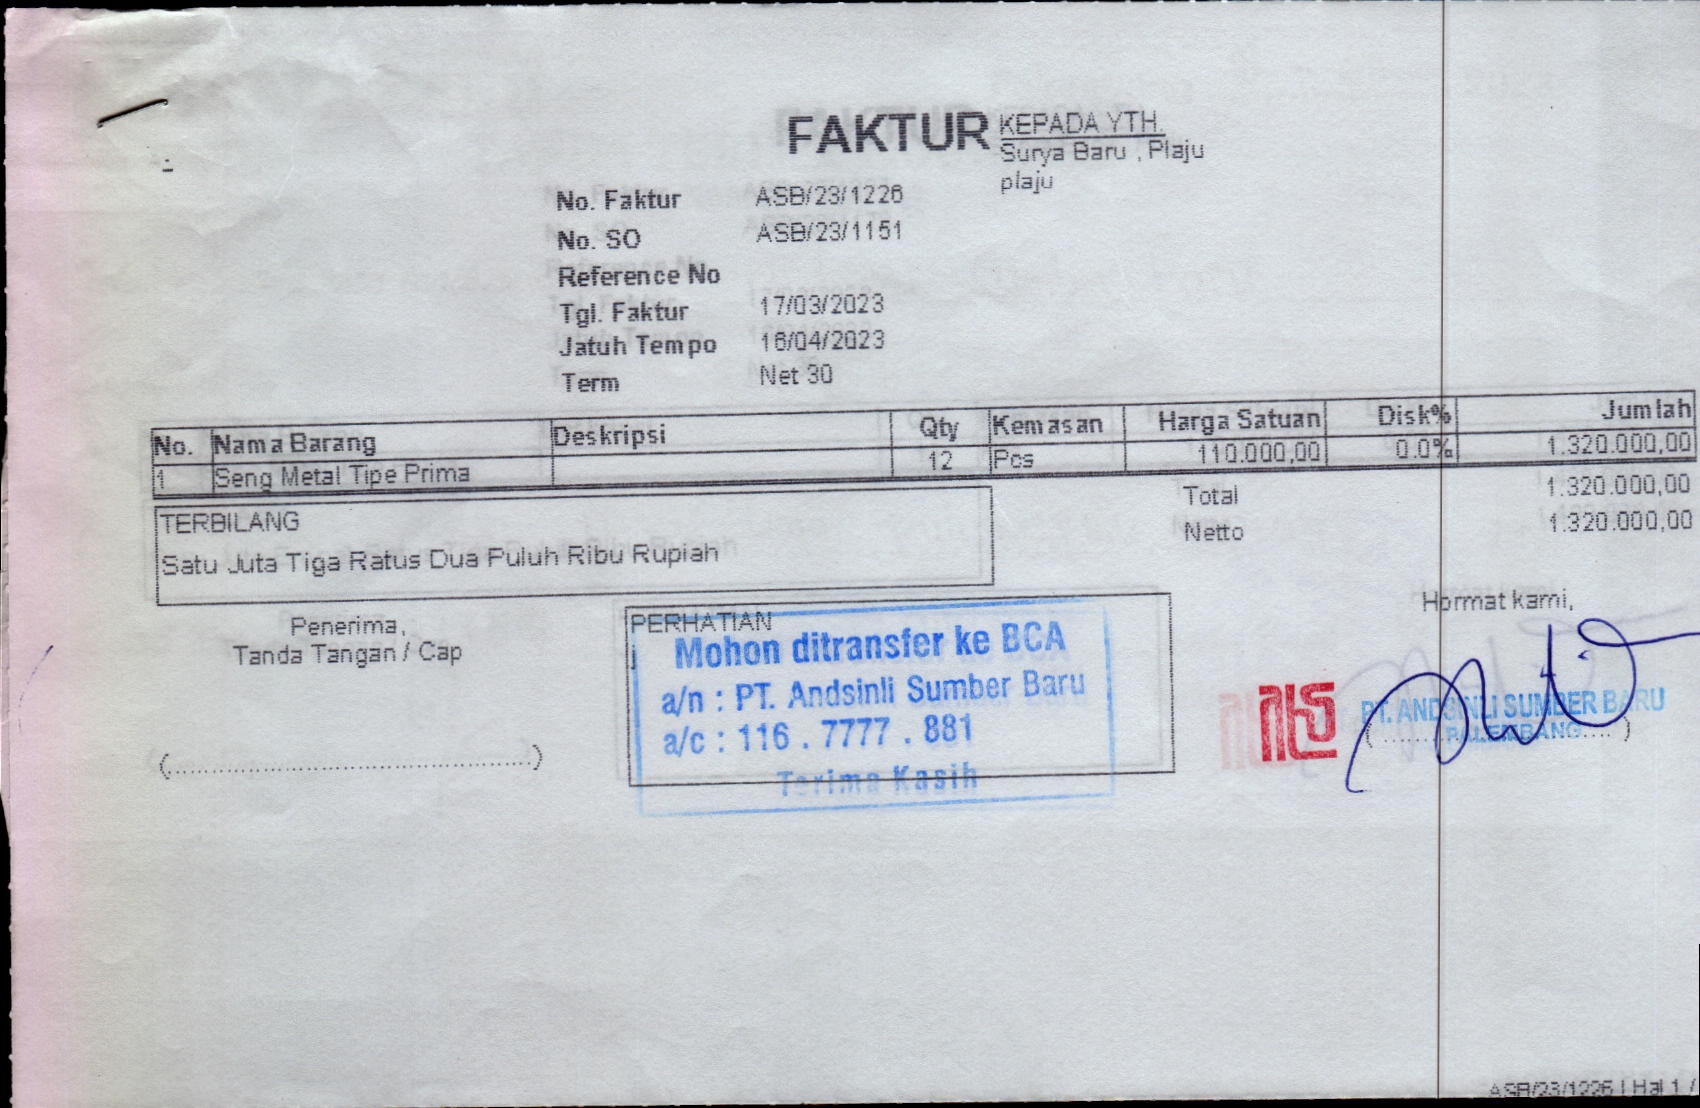 FAKTUR
KEPADA YTH.
Surya Baru , Plaju
plaju
No. Faktur ASB/23/1226
No. SO ASB/23/1151
Reference No
Tgl. Faktur 17/03/2023
Jatuh Tempo 16/04/2023
Term Net 30
No. Nama Barang Deskripsi Qty Kemasan Harga Satuan Disk% Jumlah
1 Seng Metal Tipe Prima 12 Pcs 110.000,00 0.0% 1.320.000,00
Total 1.320.000,00
Netto 1.320.000,00
TERBILANG
Satu Juta Tiga Ratus Dua Puluh Ribu Rupiah
Penerima,
Tanda Tangan / Cap
(........................................................)
PERHATIAN
Mohon ditransfer ke BCA
a/n : PT. Andsinli Sumber Baru
a/c : 116 . 7777 . 881
Terima Kasih
Hormat kami,
PT. ANDSINLI SUMBER BARU
PALEMBANG
ASB/23/1226 | Hal 1 /